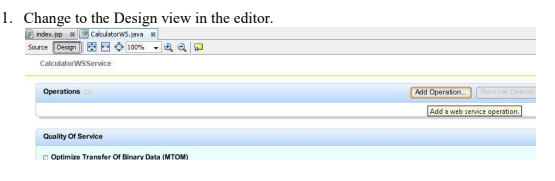 1. Change to the Design view in the editor.
index.jsp CalculatorWS.java
Source Design 100%
CalculatorWSService
Operations (0) Add Operation... Remove Operati
Add a web service operation.
Quality Of Service
Optimize Transfer Of Binary Data (MTOM)